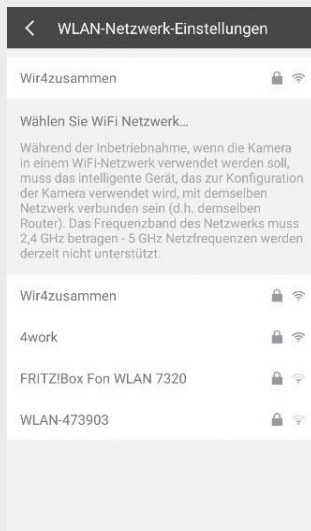 WLAN-Netzwerk-Einstellungen
Wir4zusammen
Wählen Sie WiFi Netzwerk...
Während der Inbetriebnahme, wenn die Kamera
in einem WiFi-Netzwerk verwendet werden soll,
muss das intelligente Gerät, das zur Konfiguration
der Kamera verwendet wird, mit demselben
Netzwerk verbunden sein (d.h. demselben
Router). Das Frequenzband des Netzwerks muss
2,4 GHz betragen - 5 GHz Netzfrequenzen werden
derzeit nicht unterstützt.
Wir4zusammen
4work
FRITZ!Box Fon WLAN 7320
WLAN-473903